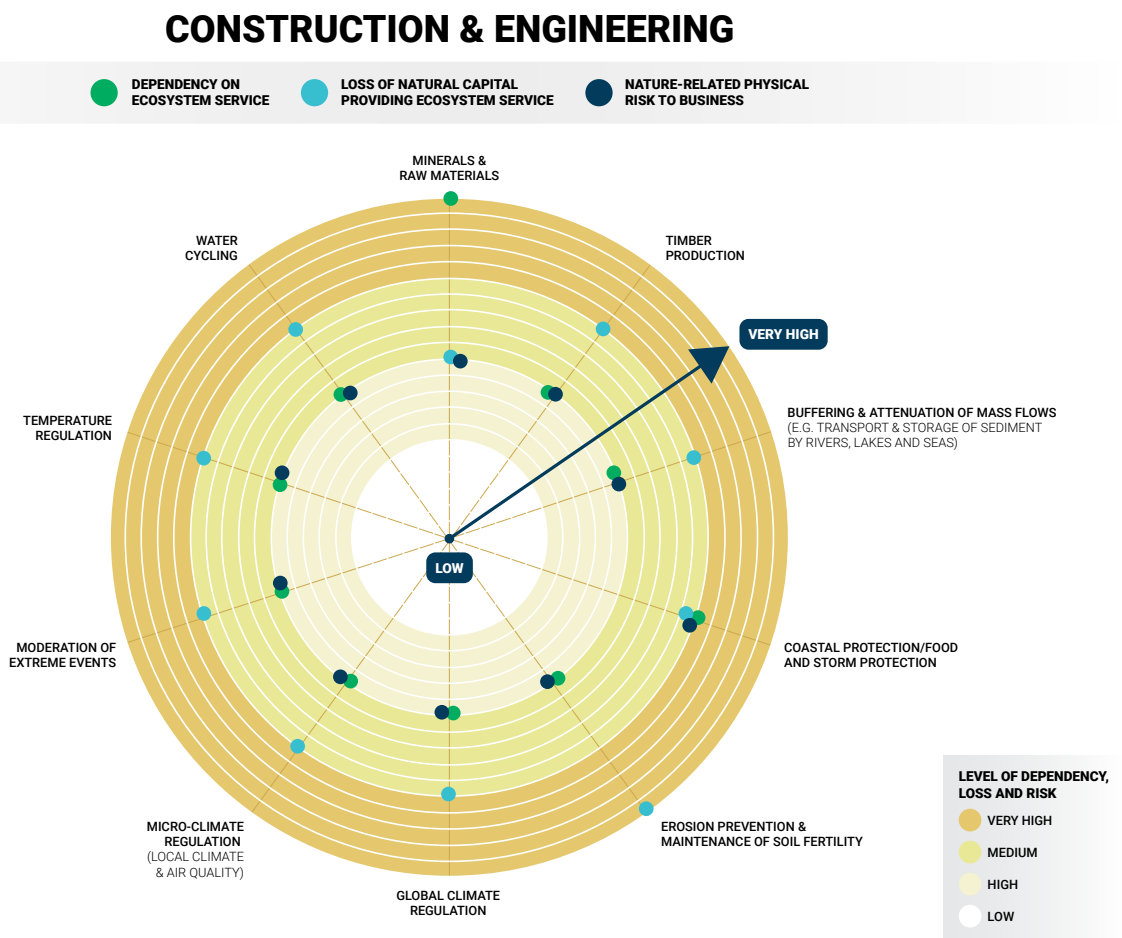 CONSTRUCTION & ENGINEERING
DEPENDENCY ON
ECOSYSTEM SERVICE
LOSS OF NATURAL CAPITAL
PROVIDING ECOSYSTEM SERVICE
NATURE-RELATED PHYSICAL
RISK TO BUSINESS
MINERALS &
RAW MATERIALS
WATER
CYCLING
TIMBER
PRODUCTION
VERY HIGH
TEMPERATURE
REGULATION
BUFFERING & ATTENUATION OF MASS FLOWS
(E.G. TRANSPORT & STORAGE OF SEDIMENT
BY RIVERS, LAKES AND SEAS)
LOW
MODERATION OF
EXTREME EVENTS
COASTAL PROTECTION/FOOD
AND STORM PROTECTION
MICRO-CLIMATE
REGULATION
(LOCAL CLIMATE
& AIR QUALITY)
EROSION PREVENTION &
MAINTENANCE OF SOIL FERTILITY
GLOBAL CLIMATE
REGULATION
LEVEL OF DEPENDENCY,
LOSS AND RISK
VERY HIGH
MEDIUM
HIGH
LOW